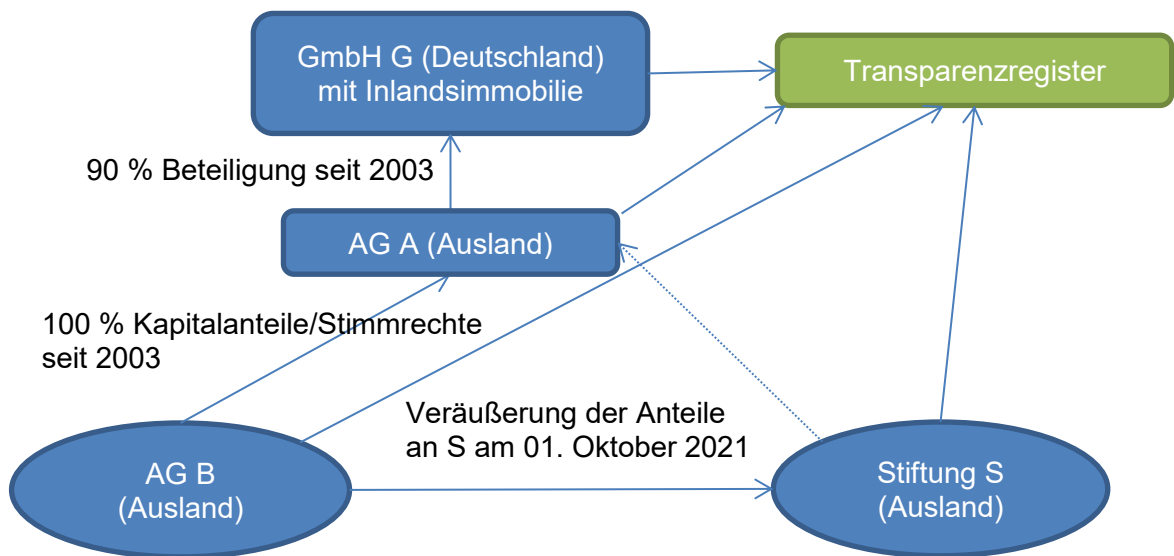 GmbH G (Deutschland)
mit Inlandsimmobilie
Transparenzregister
90 % Beteiligung seit 2003
AG A (Ausland)
100 % Kapitalanteile/Stimmrechte
seit 2003
Veräußerung der Anteile
an S am 01. Oktober 2021
AG B
(Ausland)
Stiftung S
(Ausland)